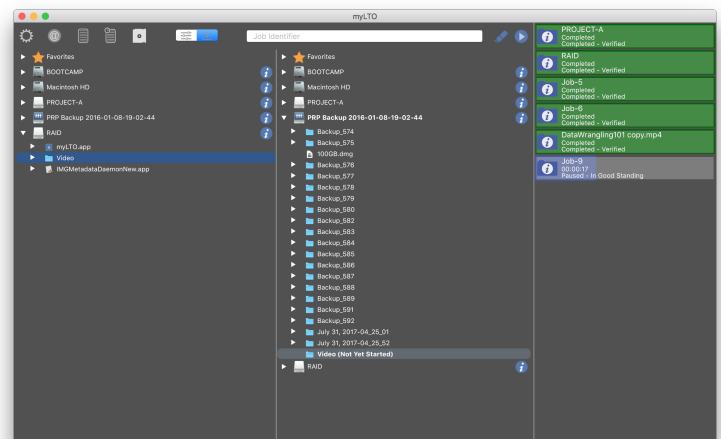 myLTO
Job Identifier
Favorites
BOOTCAMP
Macintosh HD
PROJECT-A
PRP Backup 2016-01-08-19-02-44
RAID
myLTO.app
Video
IMGMetadataDaemonNew.app
Favorites
BOOTCAMP
Macintosh HD
PROJECT-A
PRP Backup 2016-01-08-19-02-44
Backup_574
Backup_575
100GB.dmg
Backup_576
Backup_577
Backup_578
Backup_579
Backup_580
Backup_582
Backup_583
Backup_584
Backup_585
Backup_586
Backup_587
Backup_588
Backup_589
Backup_591
Backup_592
July 31, 2017-04_25_01
July 31, 2017-04_25_52
Video (Not Yet Started)
RAID
PROJECT-A
Completed
Completed - Verified
RAID
Completed
Completed - Verified
Job-5
Completed
Completed - Verified
Job-6
Completed
Completed - Verified
DataWrangling101 copy.mp4
Completed
Completed - Verified
Job-9
00:00:17
Paused - In Good Standing